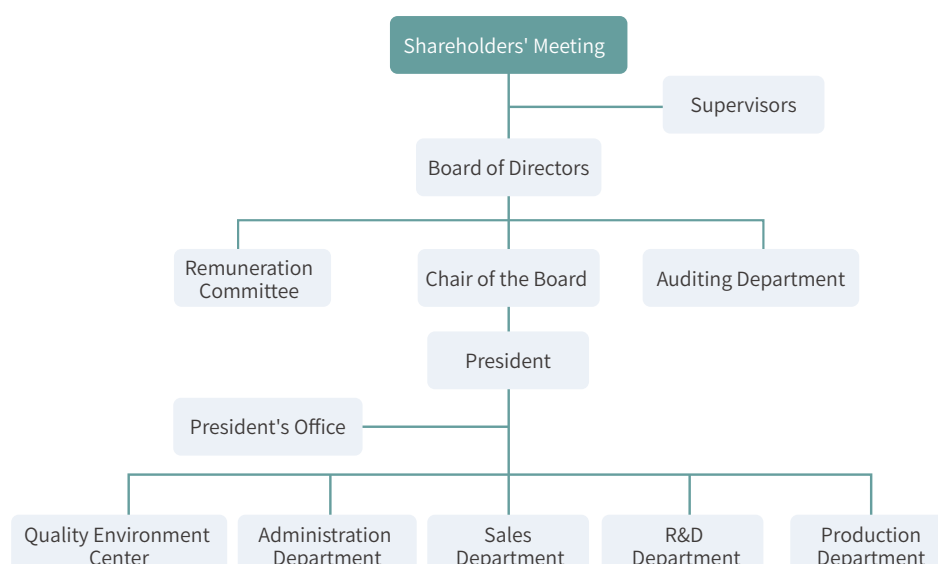 Shareholders' Meeting
Supervisors
Board of Directors
Remuneration
Committee
Chair of the Board
Auditing Department
President
President's Office
Quality Environment
Center
Administration
Department
Sales
Department
R&D
Department
Production
Department